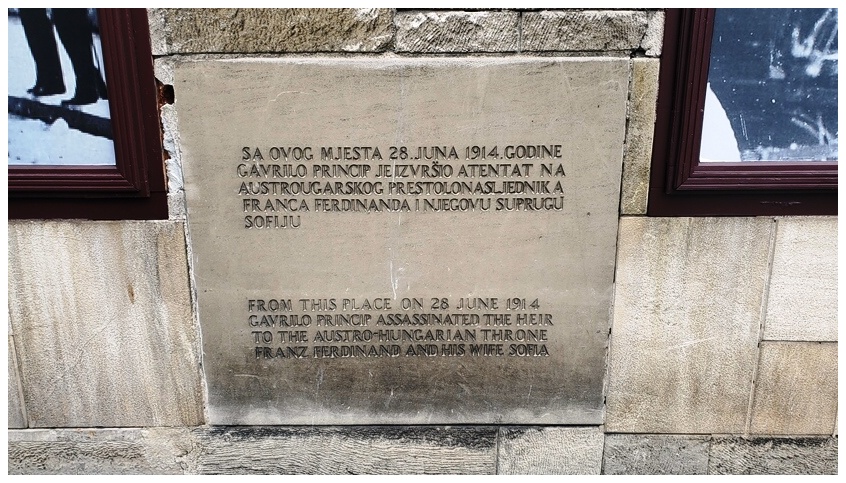 SA OVOG MJESTA 28. JUNA 1914. GODINE
GAVRILO PRINCIP JE IZVRŠIO ATENTAT NA
AUSTROUGARSKOG PRESTOLONASLJEDNIKA
FRANCA FERDINANDA I NJEGOVU SUPRUGU
SOFIJU
FROM THIS PLACE ON 28 JUNE 1914
GAVRILO PRINCIP ASSASSINATED THE HEIR
TO THE AUSTRO-HUNGARIAN THRONE
FRANZ FERDINAND AND HIS WIFE SOFIA